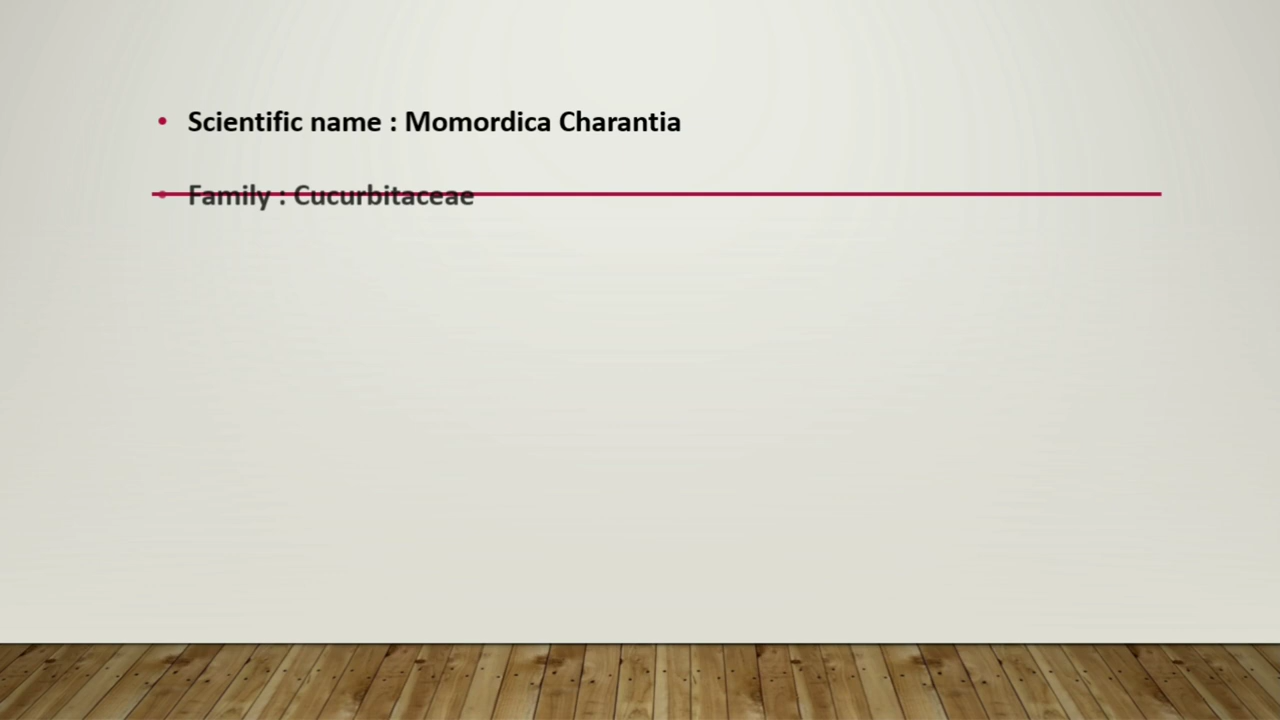 • Scientific name : Momordica Charantia
• Family : Cucurbitaceae